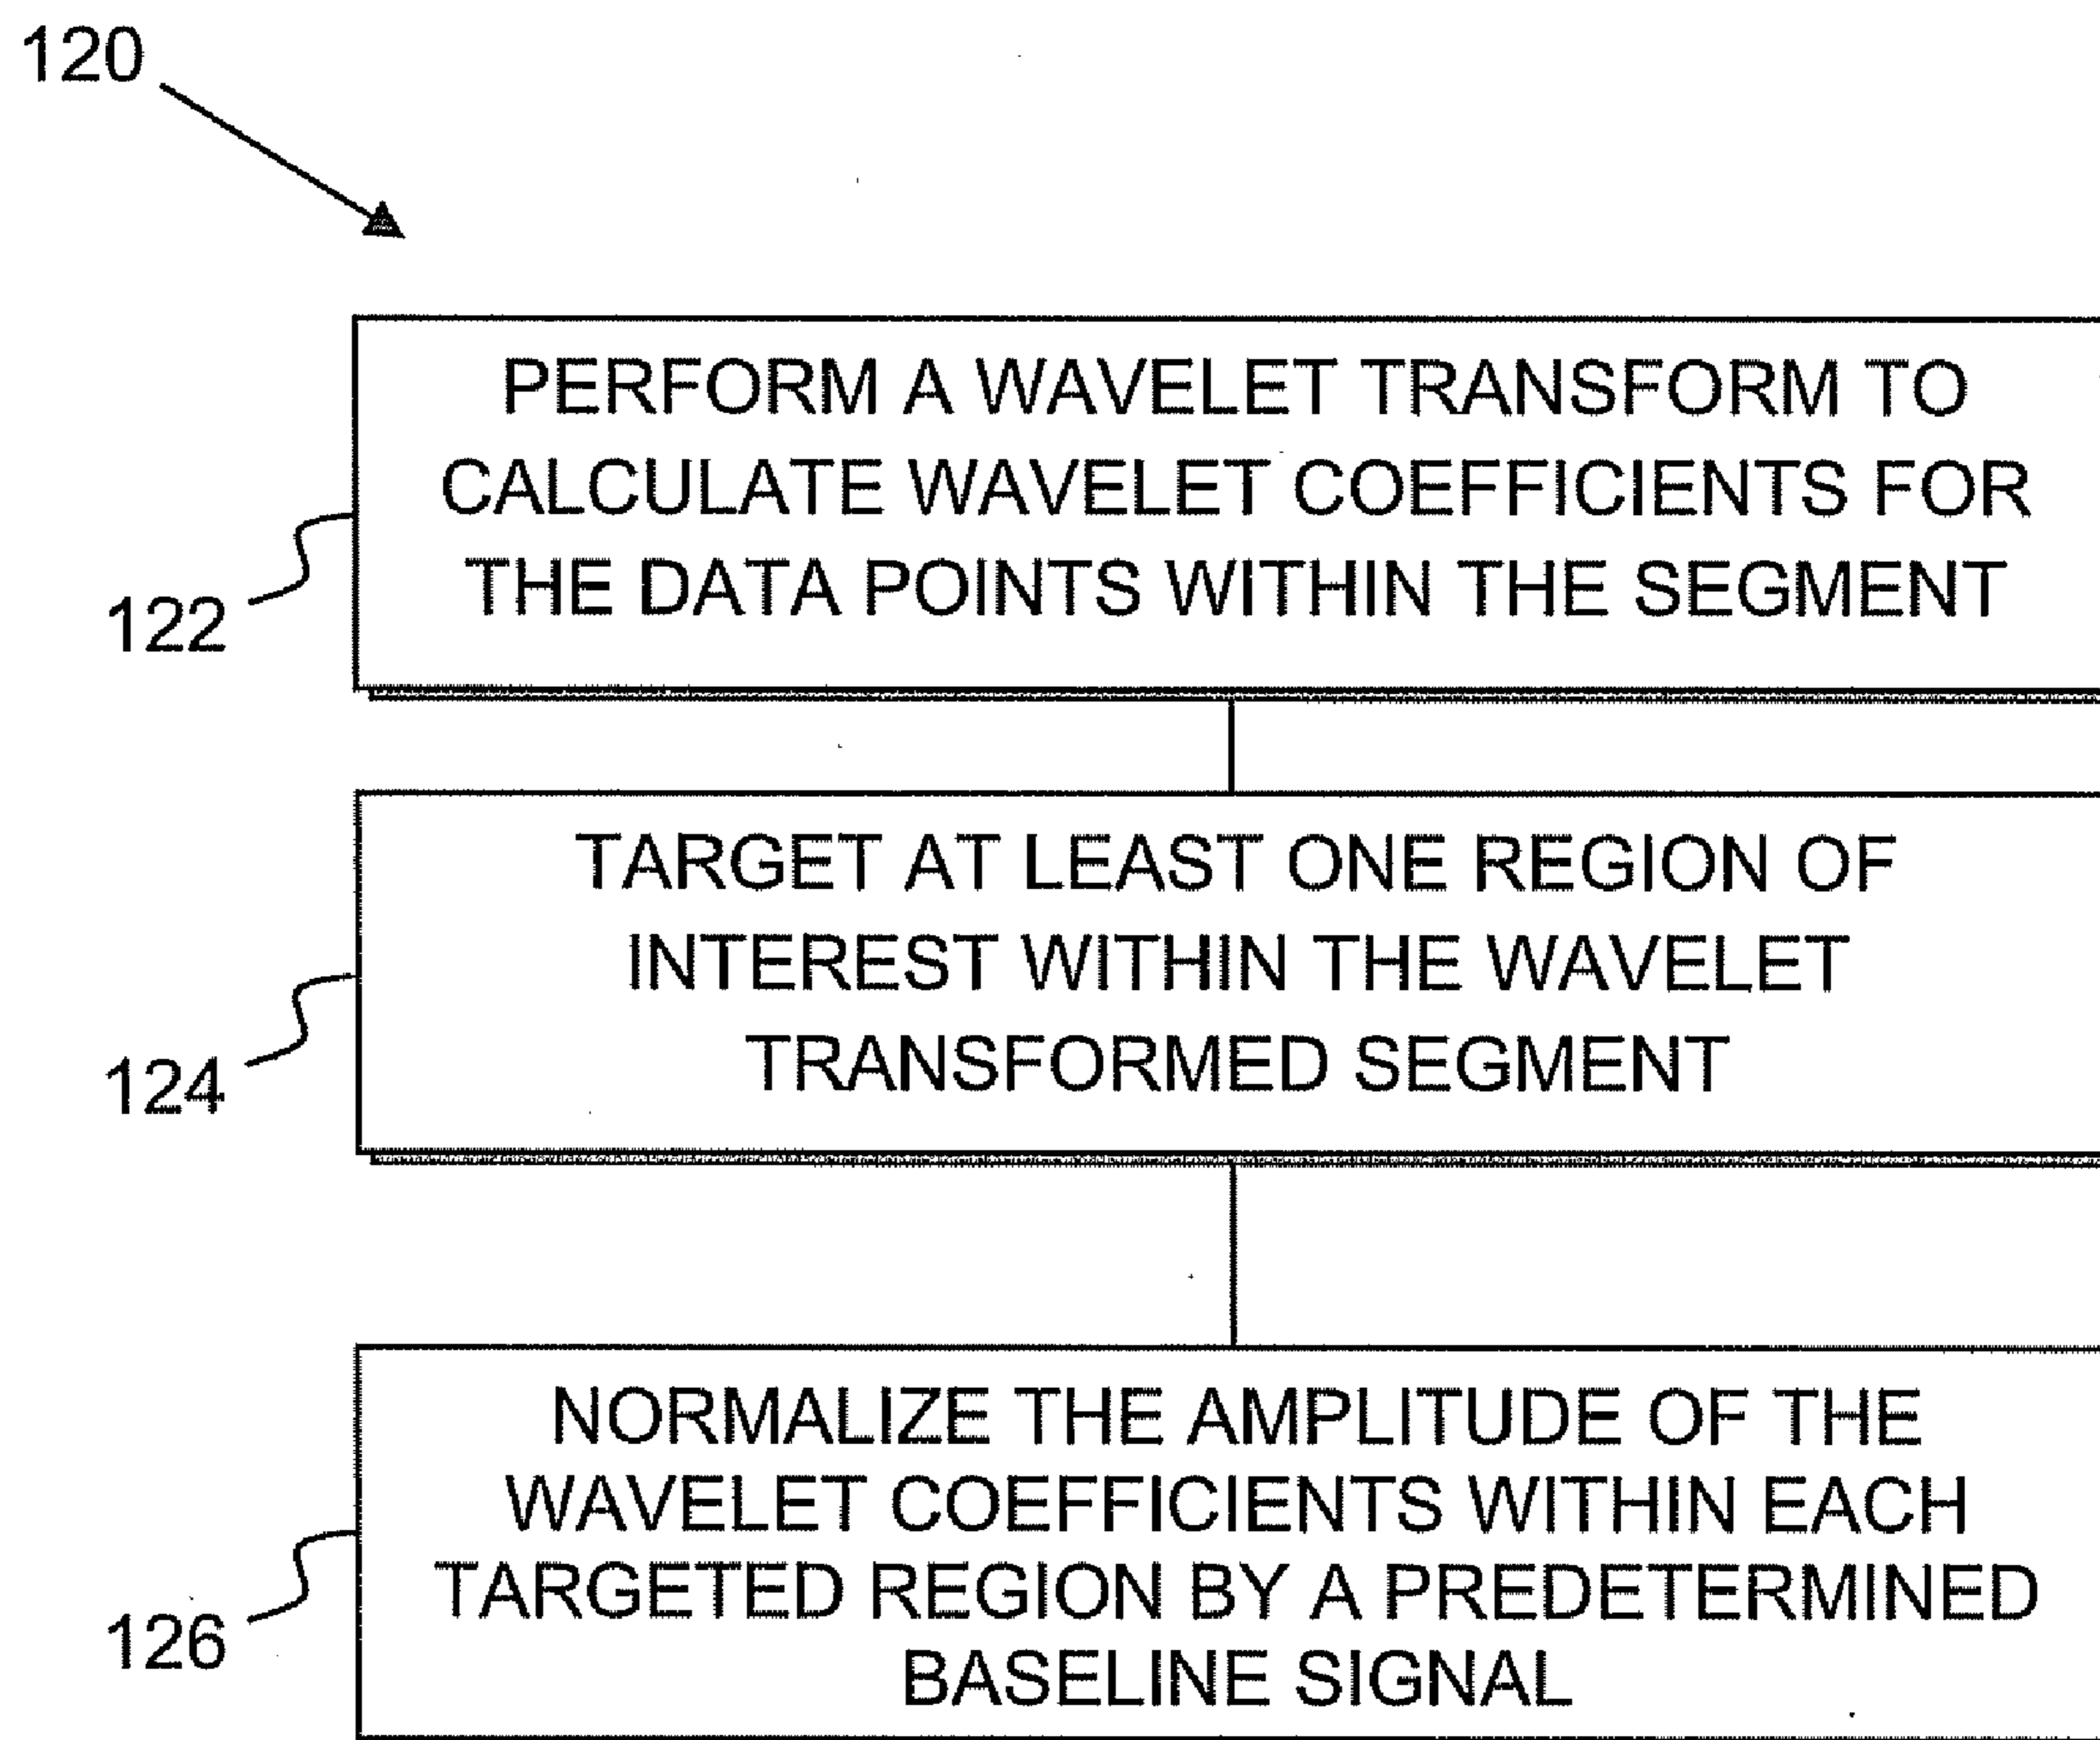 120
PERFORM A WAVELET TRANSFORM TO
CALCULATE WAVELET COEFFICIENTS FOR
THE DATA POINTS WITHIN THE SEGMENT
122
TARGET AT LEAST ONE REGION OF
INTEREST WITHIN THE WAVELET
TRANSFORMED SEGMENT
124
NORMALIZE THE AMPLITUDE OF THE
WAVELET COEFFICIENTS WITHIN EACH
TARGETED REGION BY A PREDETERMINED
BASELINE SIGNAL
126